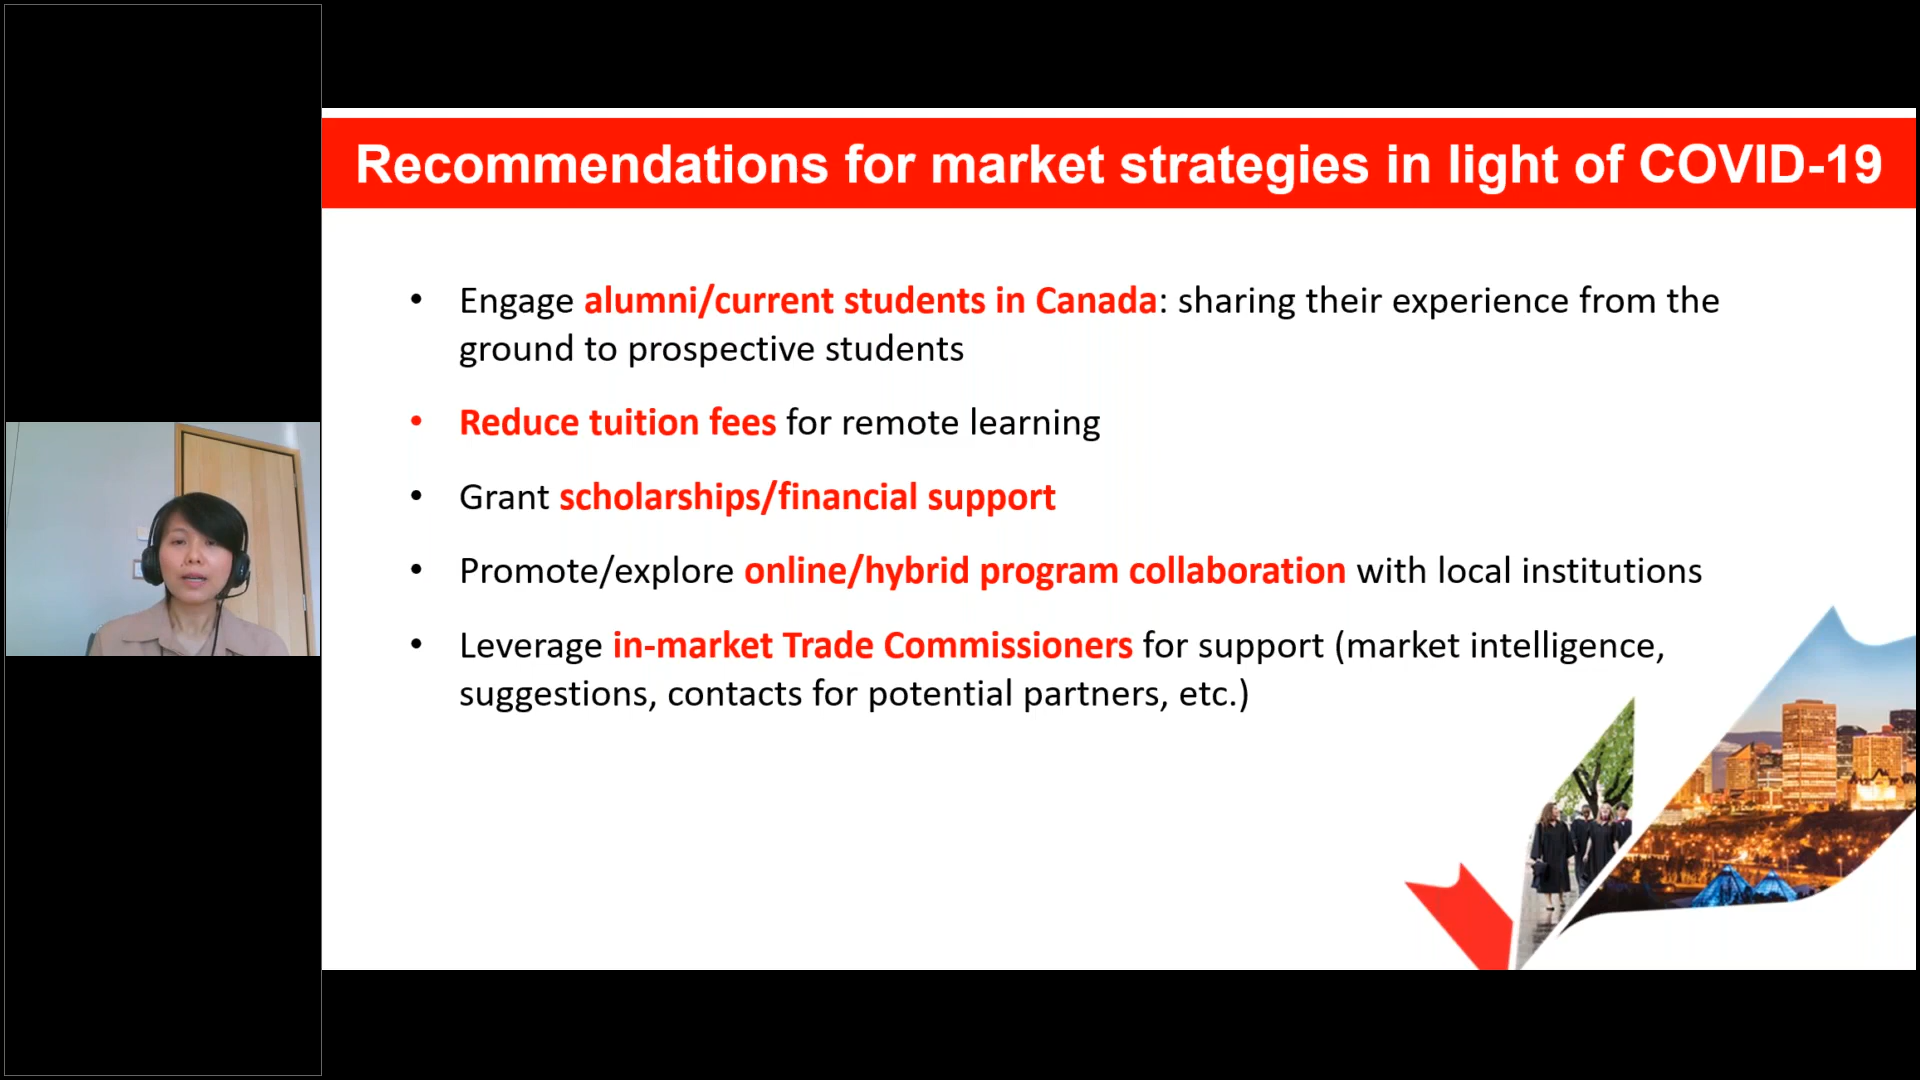 Recommendations for market strategies in light of COVID-19
• Engage alumni/current students in Canada: sharing their experience from the
ground to prospective students
• Reduce tuition fees for remote learning
• Grant scholarships/financial support
• Promote/explore online/hybrid program collaboration with local institutions
• Leverage in-market Trade Commissioners for support (market intelligence,
suggestions, contacts for potential partners, etc.)